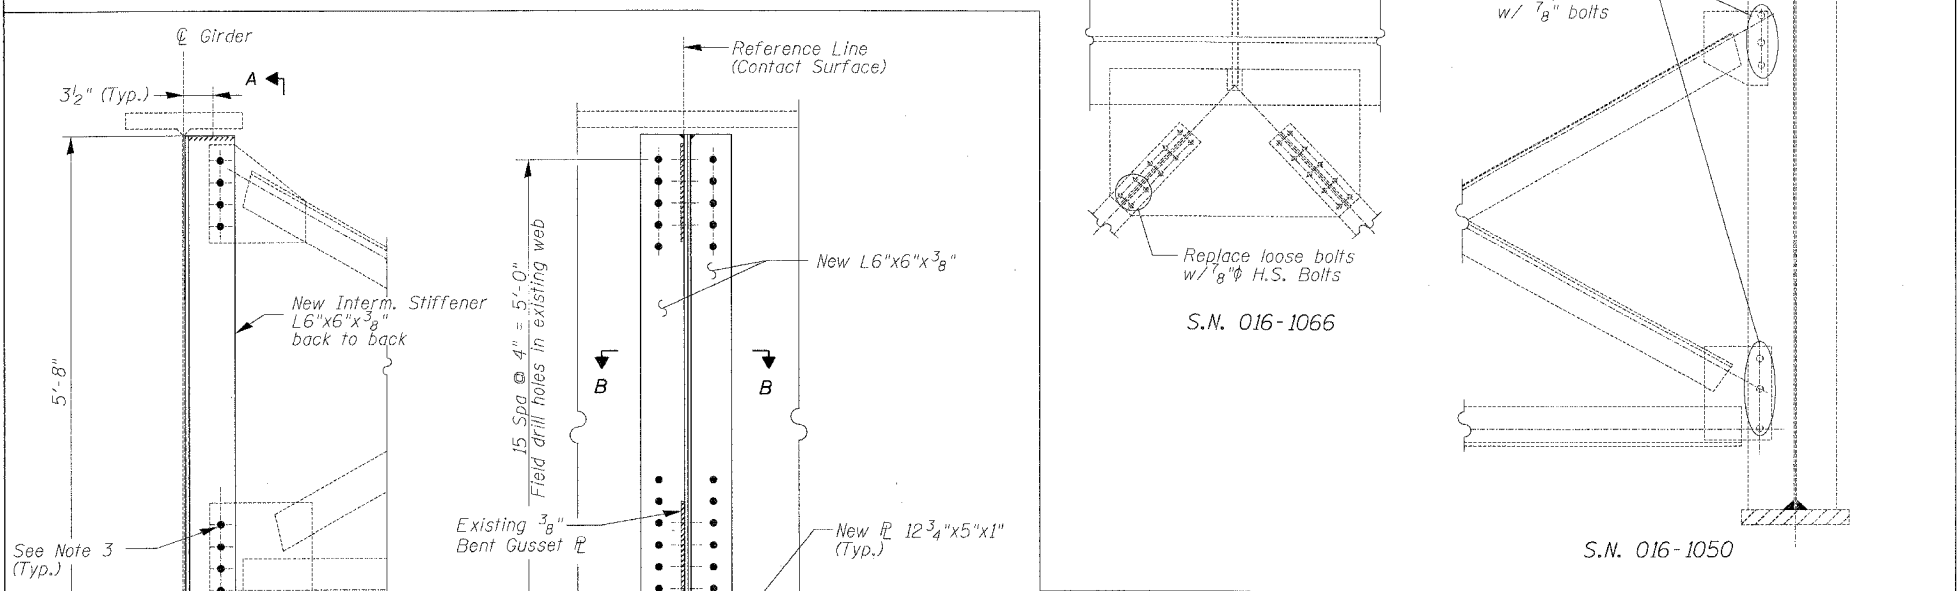 ℄ Girder
A
3½" (Typ.)
5'-8"
New Interm. Stiffener
L6"x6"x⅜"
back to back
See Note 3
(Typ.)
Reference Line
(Contact Surface)
15 Spa @ 4" = 5'-0"
Field drill holes in existing web
New L6"x6"x⅜"
B
B
Existing ⅜"
Bent Gusset ⅊
New ⅊ 12¾"x5"x1"
(Typ.)
Replace loose bolts
w/⅞"ϕ H.S. Bolts
S.N. 016-1066
w/ ⅞" bolts
S.N. 016-1050